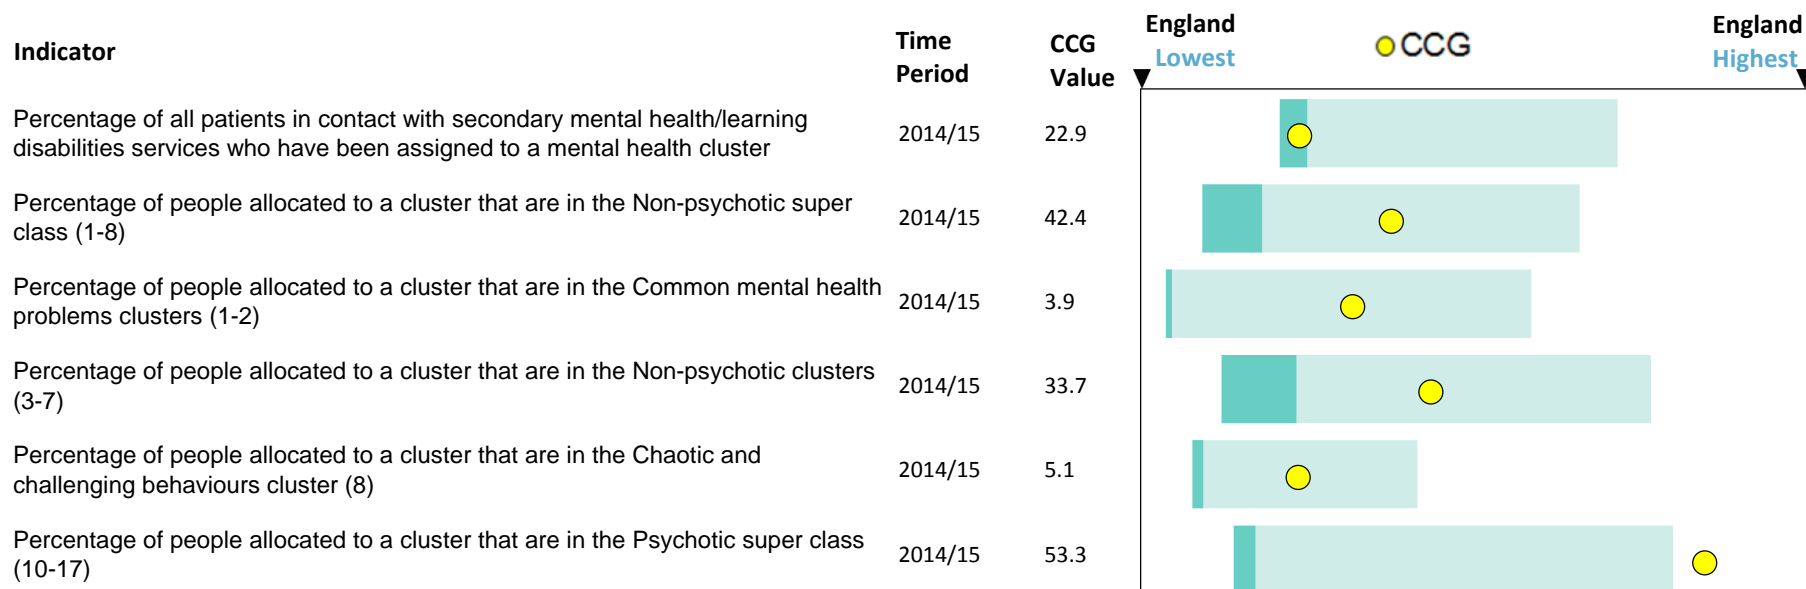 Indicator
Time Period
CCG Value
England Lowest
CCG
England Highest
Percentage of all patients in contact with secondary mental health/learning
disabilities services who have been assigned to a mental health cluster
2014/15
22.9
Percentage of people allocated to a cluster that are in the Non-psychotic super
class (1-8)
2014/15
42.4
Percentage of people allocated to a cluster that are in the Common mental health
problems clusters (1-2)
2014/15
3.9
Percentage of people allocated to a cluster that are in the Non-psychotic clusters
(3-7)
2014/15
33.7
Percentage of people allocated to a cluster that are in the Chaotic and
challenging behaviours cluster (8)
2014/15
5.1
Percentage of people allocated to a cluster that are in the Psychotic super class
(10-17)
2014/15
53.3